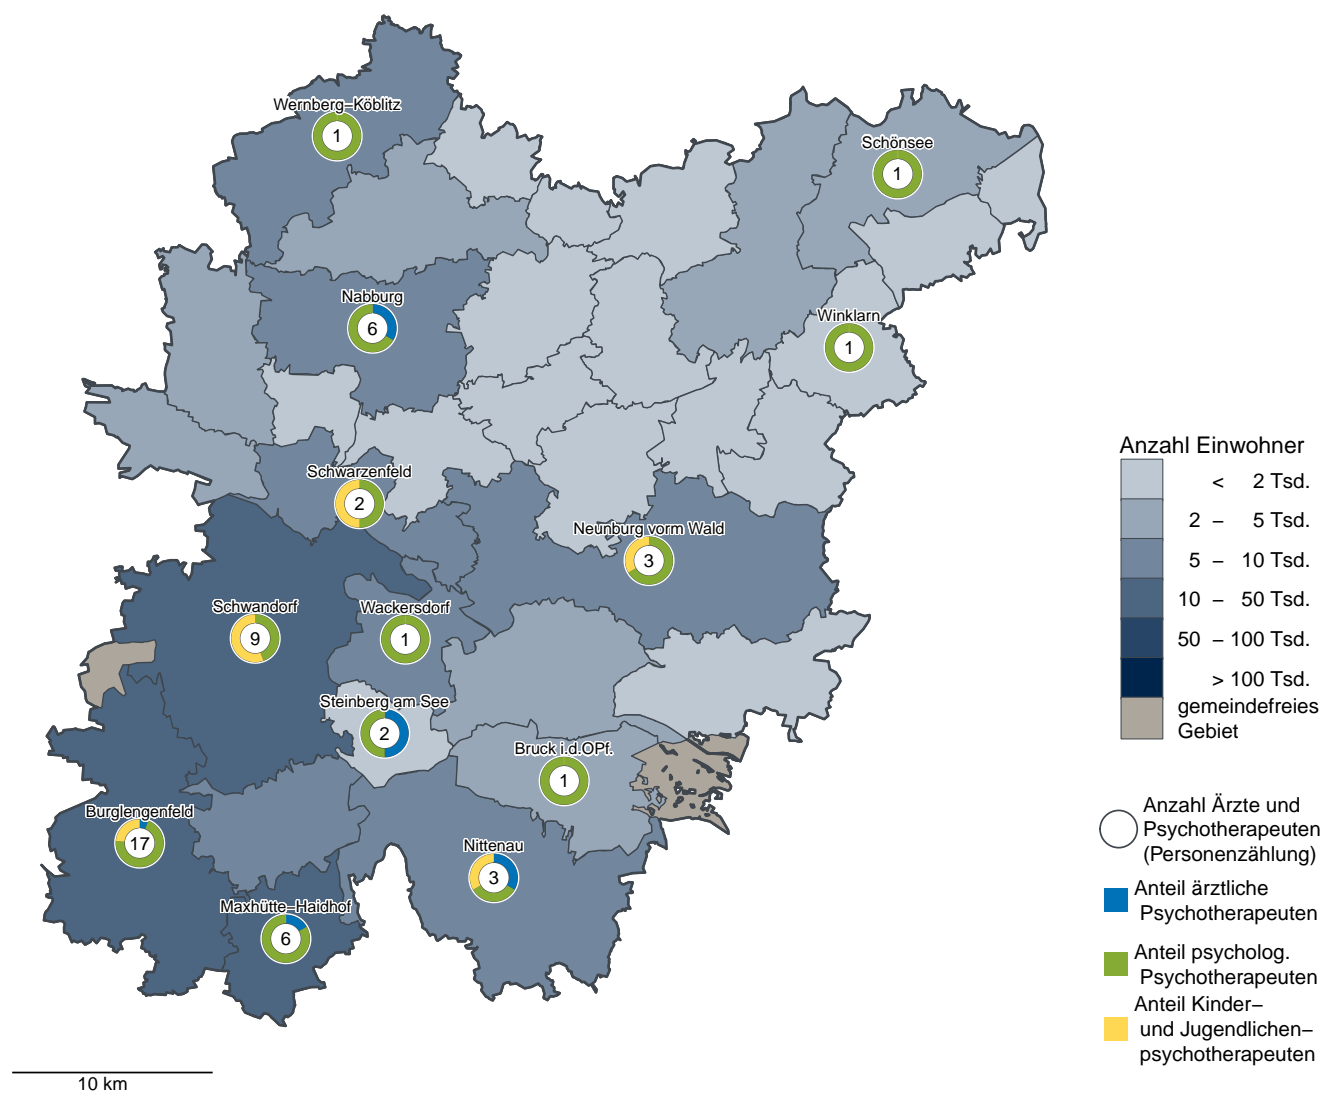 Wernberg−Köblitz
1
Schönsee
1
Nabburg
6
Winklarn
1
Schwarzenfeld
2
Neunburg vorm Wald
3
Schwandorf
9
Wackersdorf
1
Steinberg am See
2
Bruck i.d.OPf.
1
Burglengenfeld
17
Nittenau
3
Maxhütte−Haidhof
6
10 km
Anzahl Einwohner
< 2 Tsd.
2 − 5 Tsd.
5 − 10 Tsd.
10 − 50 Tsd.
50 − 100 Tsd.
> 100 Tsd.
gemeindefreies
Gebiet
Anzahl Ärzte und
Psychotherapeuten
(Personenzählung)
Anteil ärztliche
Psychotherapeuten
Anteil psycholog.
Psychotherapeuten
Anteil Kinder−
und Jugendlichen−
psychotherapeuten